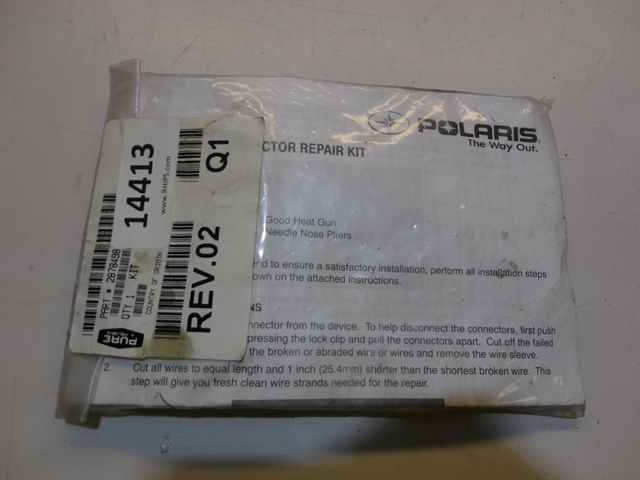 POLARIS
The Way Out.
CTOR REPAIR KIT
Good Heat Gun
Needle Nose Pliers
nd to ensure a satisfactory installation, perform all installation steps
own on the attached instructions.
NS
nnector from the device. To help disconnect the connectors, first push
pressing the lock clip and pull the connectors apart. Cut off the failed
the broken or abraded wire or wires and remove the wire sleeve.
2. Cut all wires to equal length and 1 inch (25.4mm) shorter than the shortest broken wire. This
step will give you fresh clean wire strands needed for the repair.
PART # 2878498
QTY 1 KIT
COUNTRY OF ORIGIN
14413
www.RHIPS.com
REV.02 Q1
PURE
POLARIS